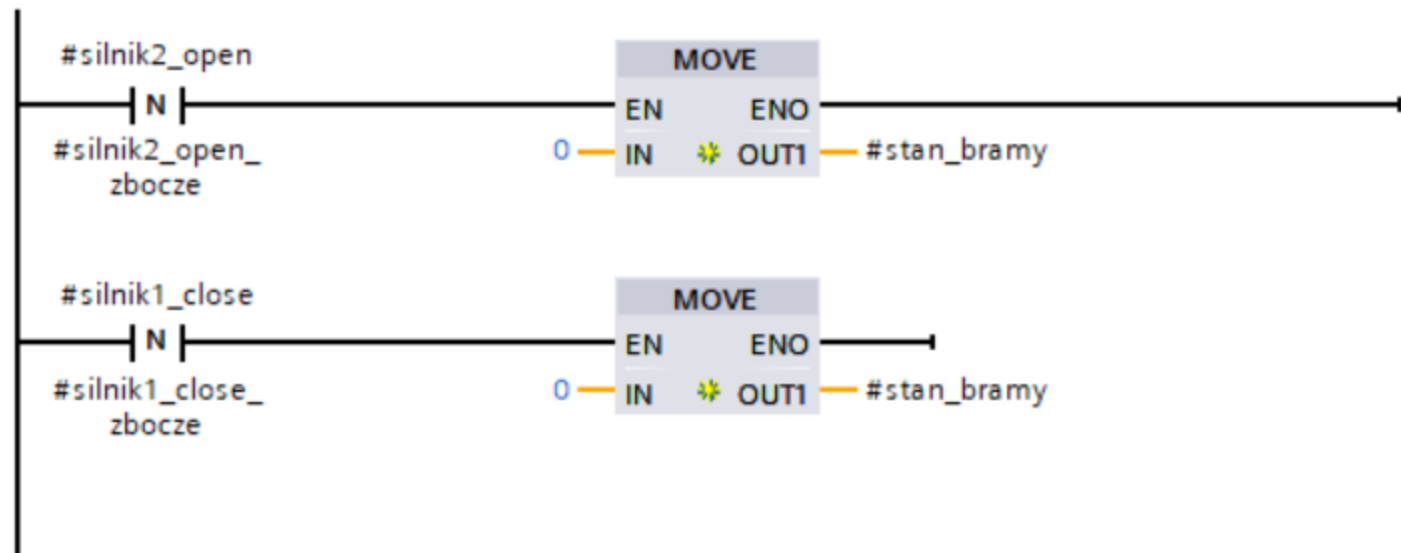 #silnik2_open
MOVE
N
EN ENO
#silnik2_open_
zbocze
0 IN OUT1 #stan_bramy
#silnik1_close
MOVE
N
EN ENO
#silnik1_close_
zbocze
0 IN OUT1 #stan_bramy